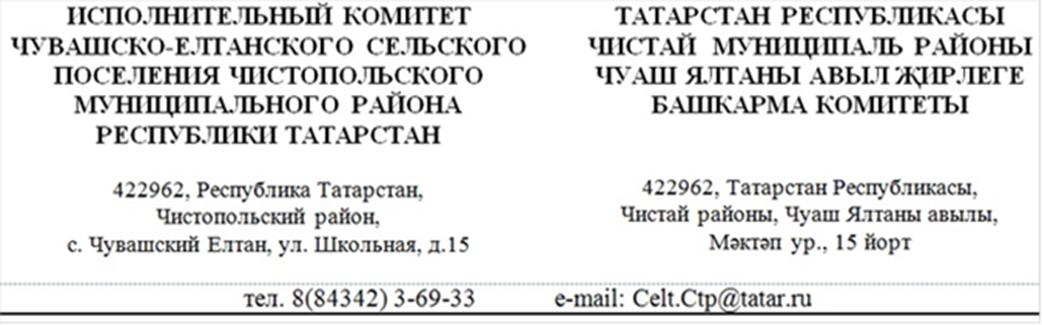 ИСПОЛНИТЕЛЬНЫЙ КОМИТЕТ
ЧУВАШСКО-ЕЛТАНСКОГО СЕЛЬСКОГО
ПОСЕЛЕНИЯ ЧИСТОПОЛЬСКОГО
МУНИЦИПАЛЬНОГО РАЙОНА
РЕСПУБЛИКИ ТАТАРСТАН
422962, Республика Татарстан,
Чистопольский район,
с. Чувашский Елтан, ул. Школьная, д.15
ТАТАРСТАН РЕСПУБЛИКАСЫ
ЧИСТАЙ МУНИЦИПАЛЬ РАЙОНЫ
ЧУАШ ЯЛТАНЫ АВЫЛ ҖИРЛЕГЕ
БАШКАРМА КОМИТЕТЫ
422962, Татарстан Республикасы,
Чистай районы, Чуаш Ялтаны авылы,
Мәктәп ур., 15 йорт
тел. 8(84342) 3-69-33 e-mail: Celt.Ctp@tatar.ru